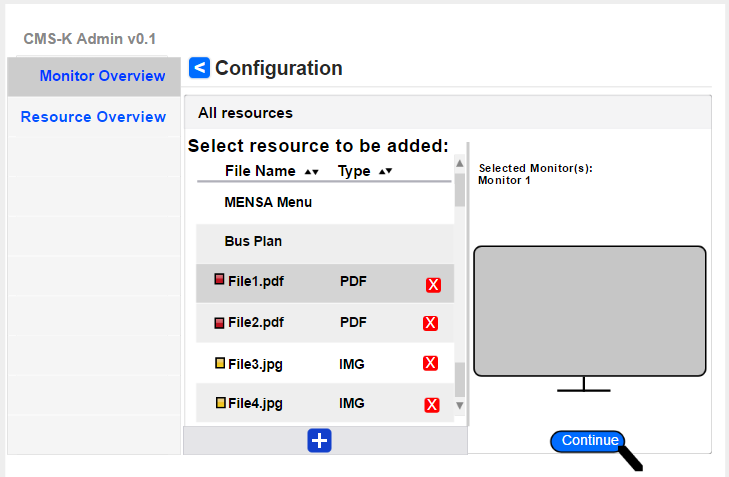 CMS-K Admin v0.1
Monitor Overview
Resource Overview
< Configuration
All resources
Select resource to be added:
File Name ▲▼ Type ▲▼
MENSA Menu
Bus Plan
File1.pdf PDF X
File2.pdf PDF X
File3.jpg IMG X
File4.jpg IMG X
+
Selected Monitor(s):
Monitor 1
Continue